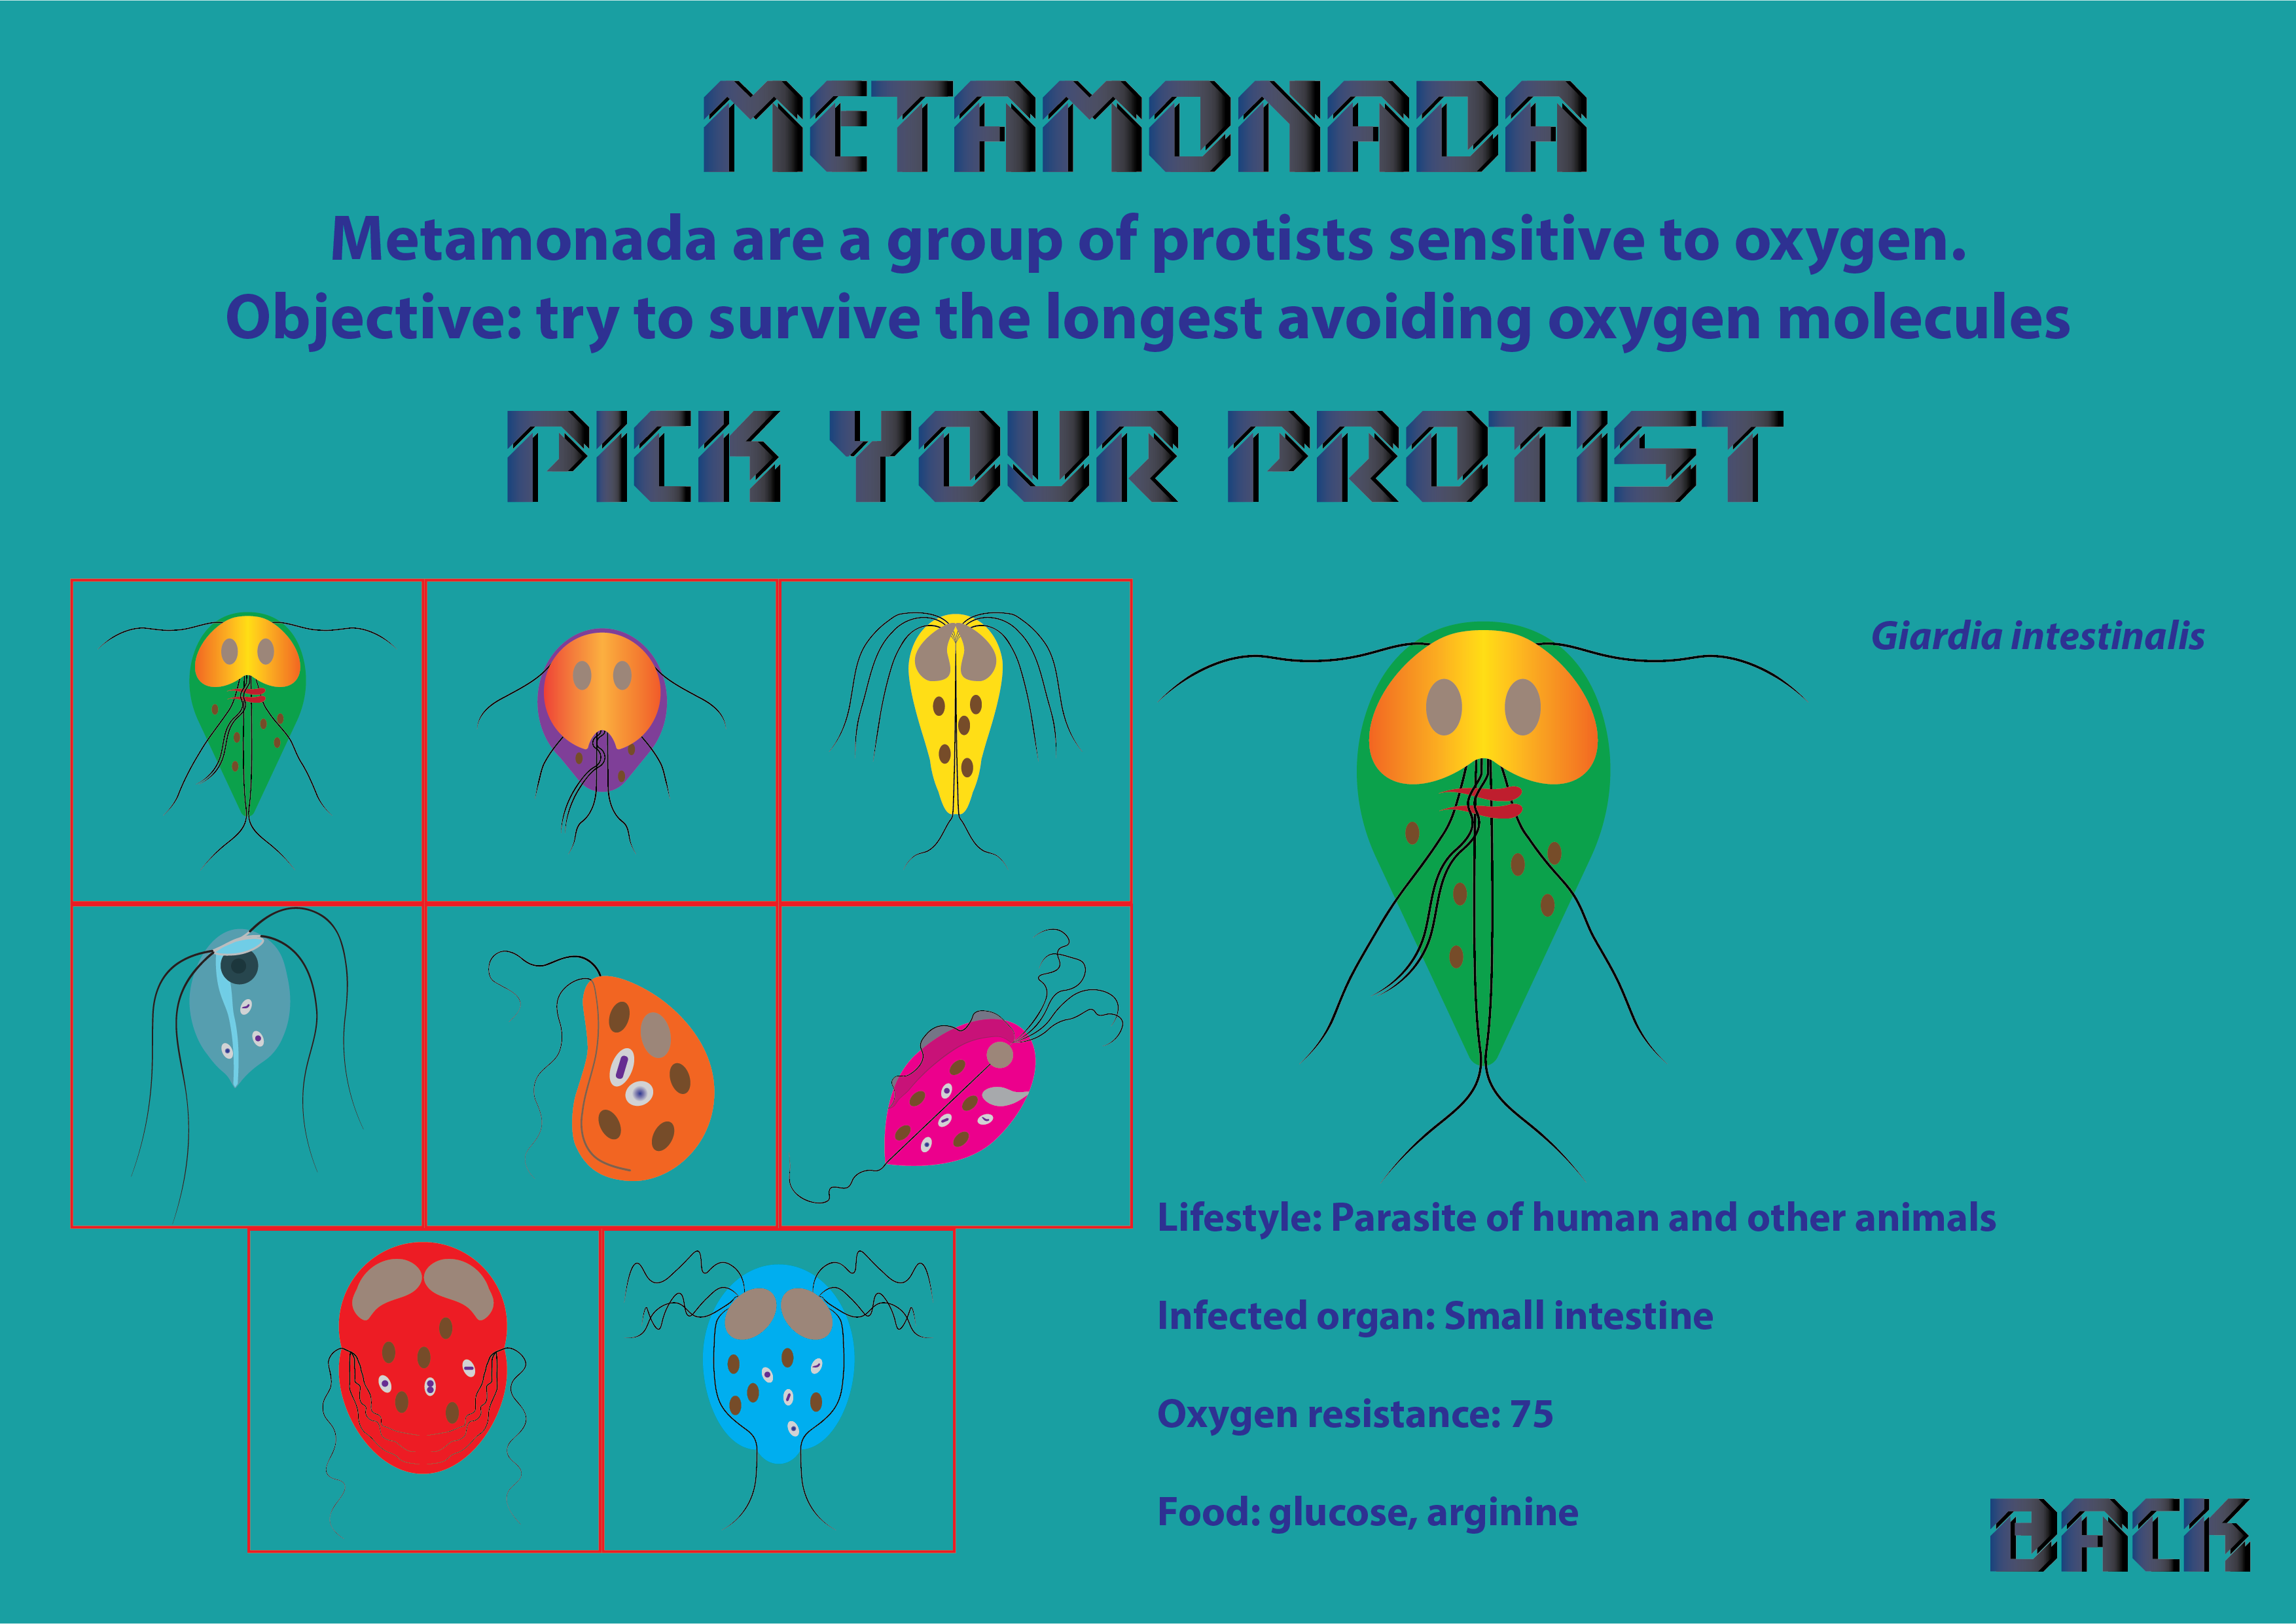 METAMONADA
Metamonada are a group of protists sensitive to oxygen.
Objective: try to survive the longest avoiding oxygen molecules
PICK YOUR PROTIST
Giardia intestinalis
Lifestyle: Parasite of human and other animals
Infected organ: Small intestine
Oxygen resistance: 75
Food: glucose, arginine
BACK